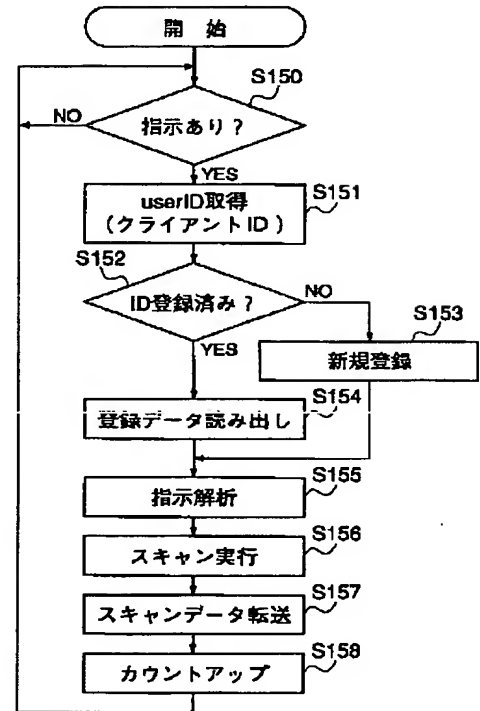 開始
S150
指示あり?
NO
YES
S151
userID取得
(クライアントID)
S152
ID登録済み?
NO
YES
S153
新規登録
S154
登録データ読み出し
S155
指示解析
S156
スキャン実行
S157
スキャンデータ転送
S158
カウントアップ